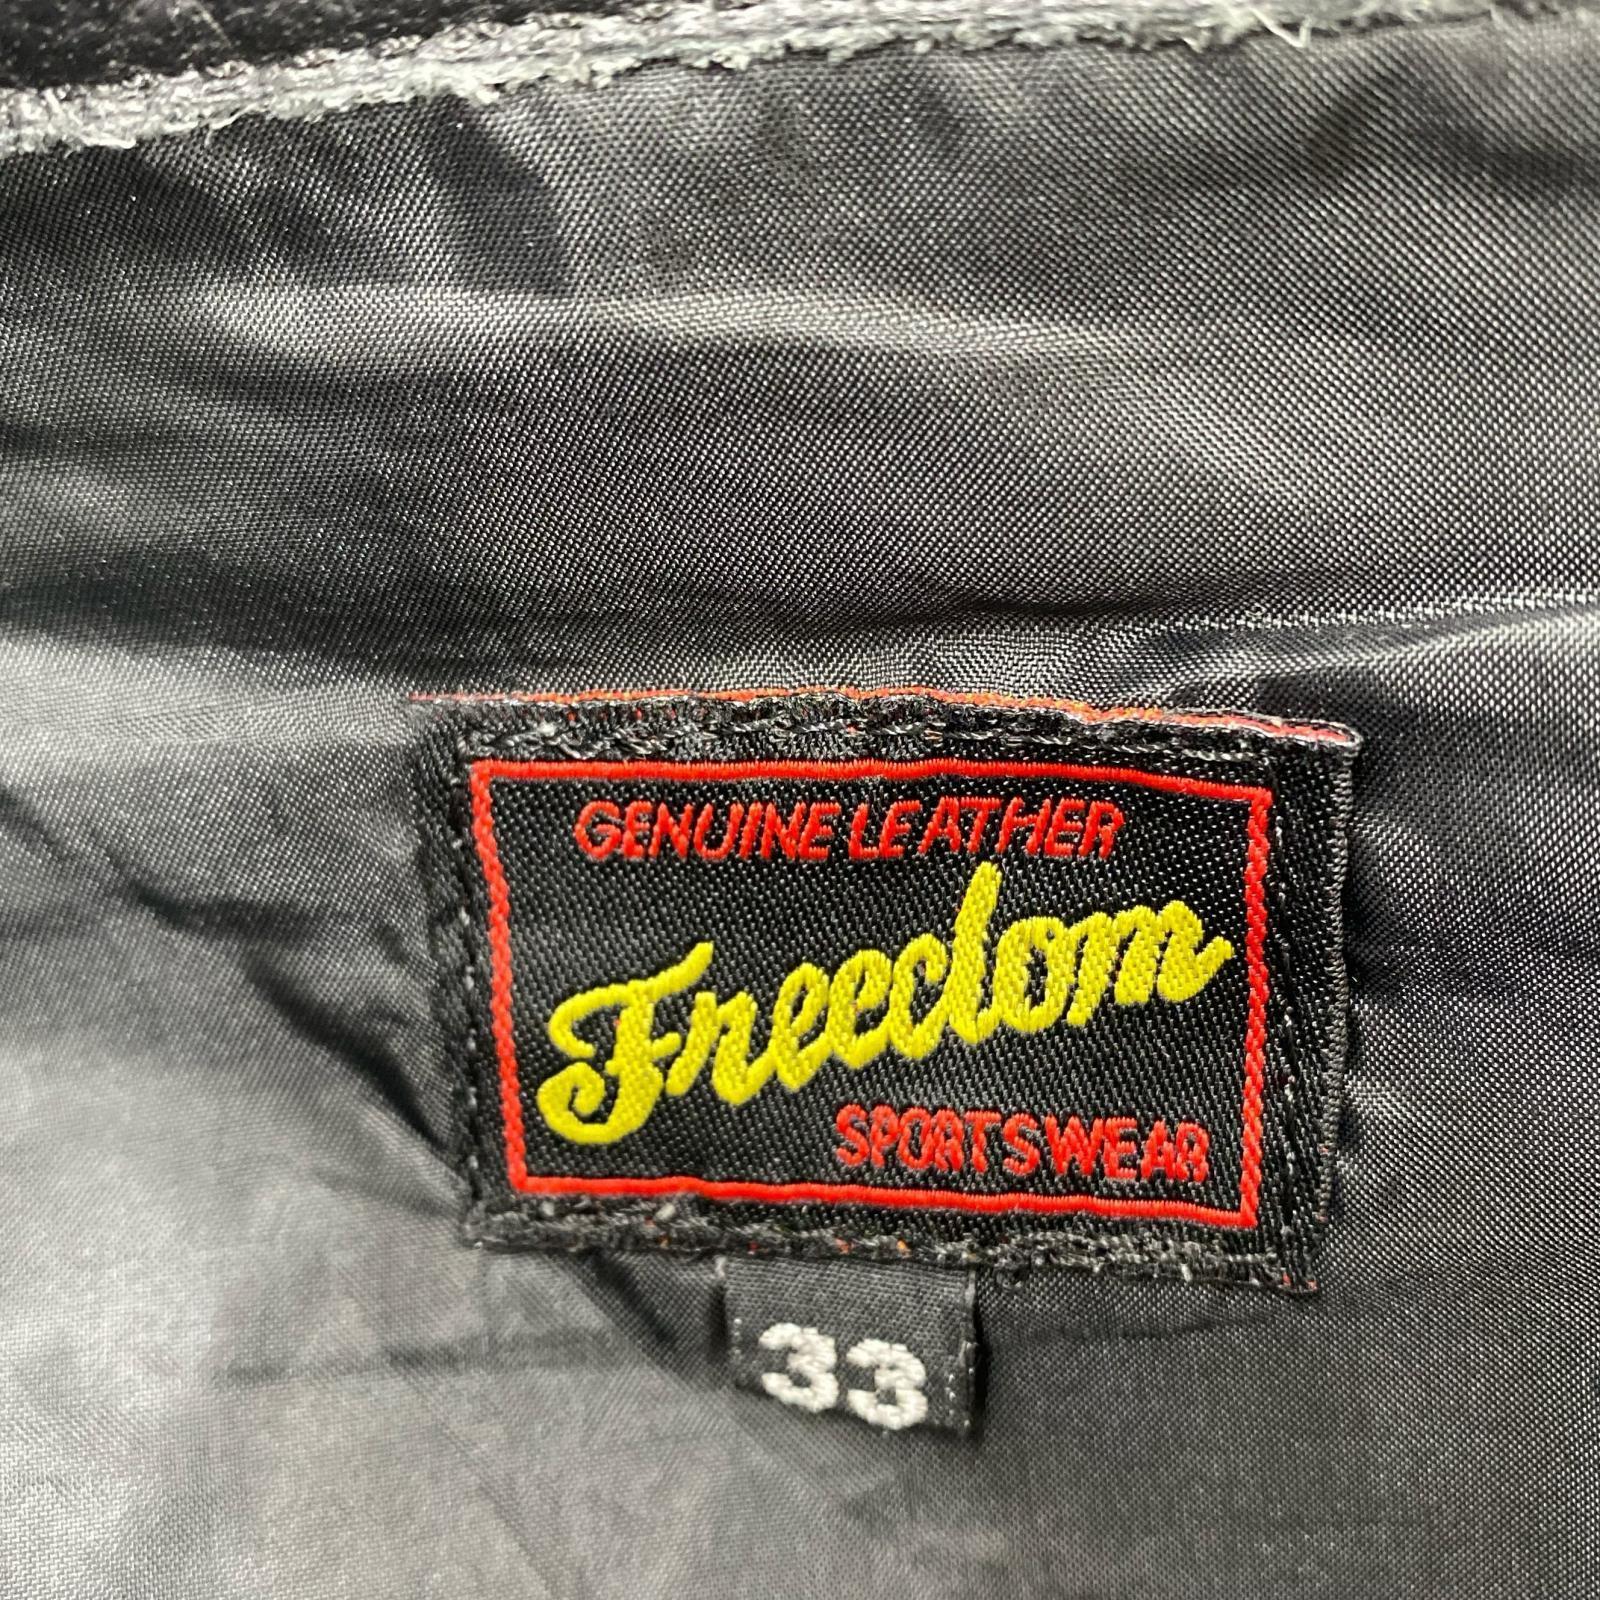 GENUINE LEATHER
Freedom
SPORTSWEAR
33